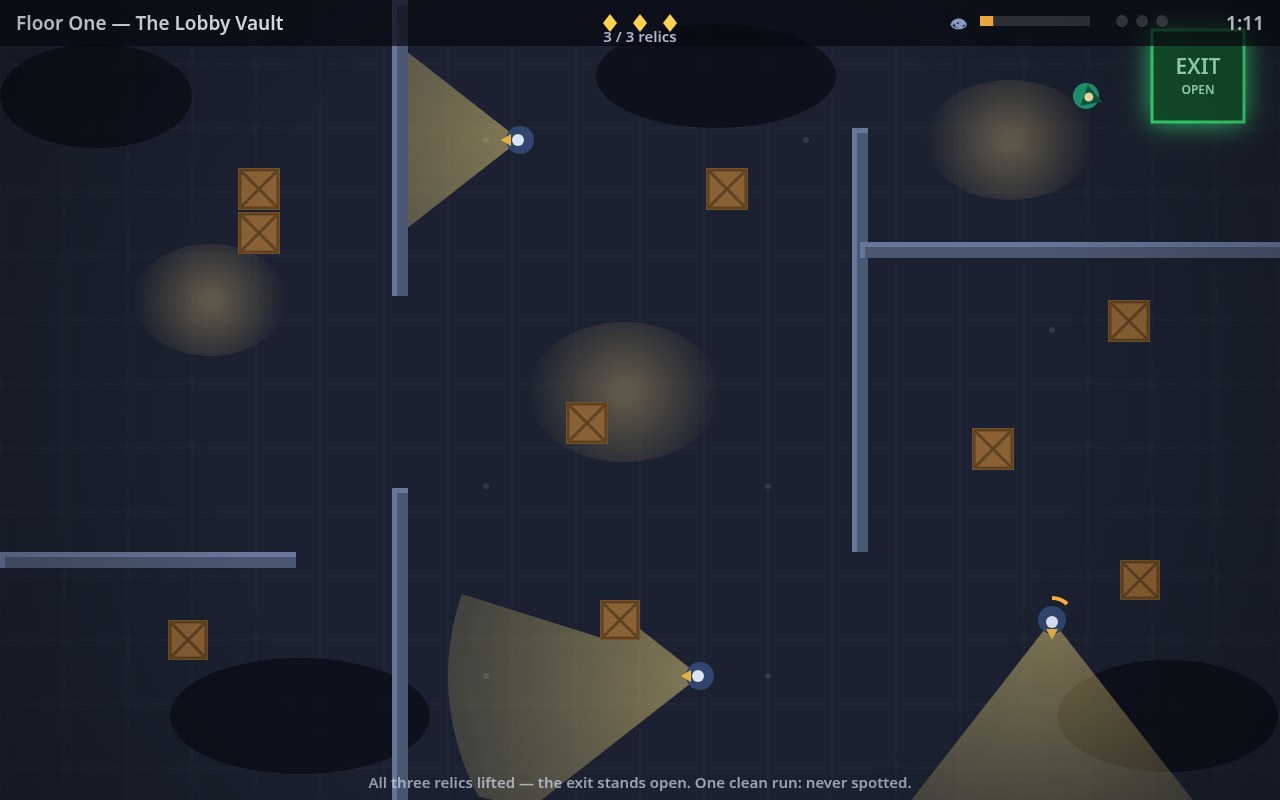 Floor One — The Lobby Vault
3 / 3 relics
1:11
EXIT
OPEN
All three relics lifted — the exit stands open. One clean run: never spotted.